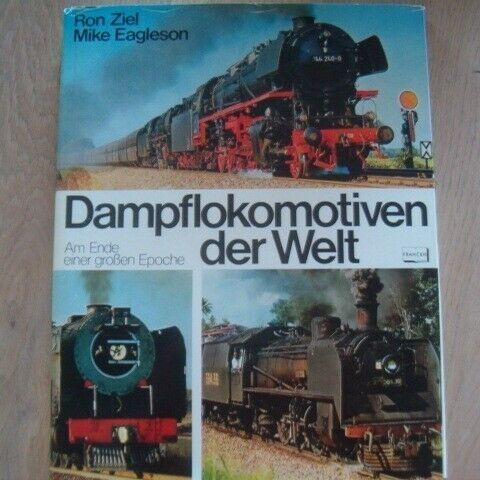 Ron Ziel
Mike Eagleson
Dampflokomotiven
der Welt
Am Ende
einer großen Epoche